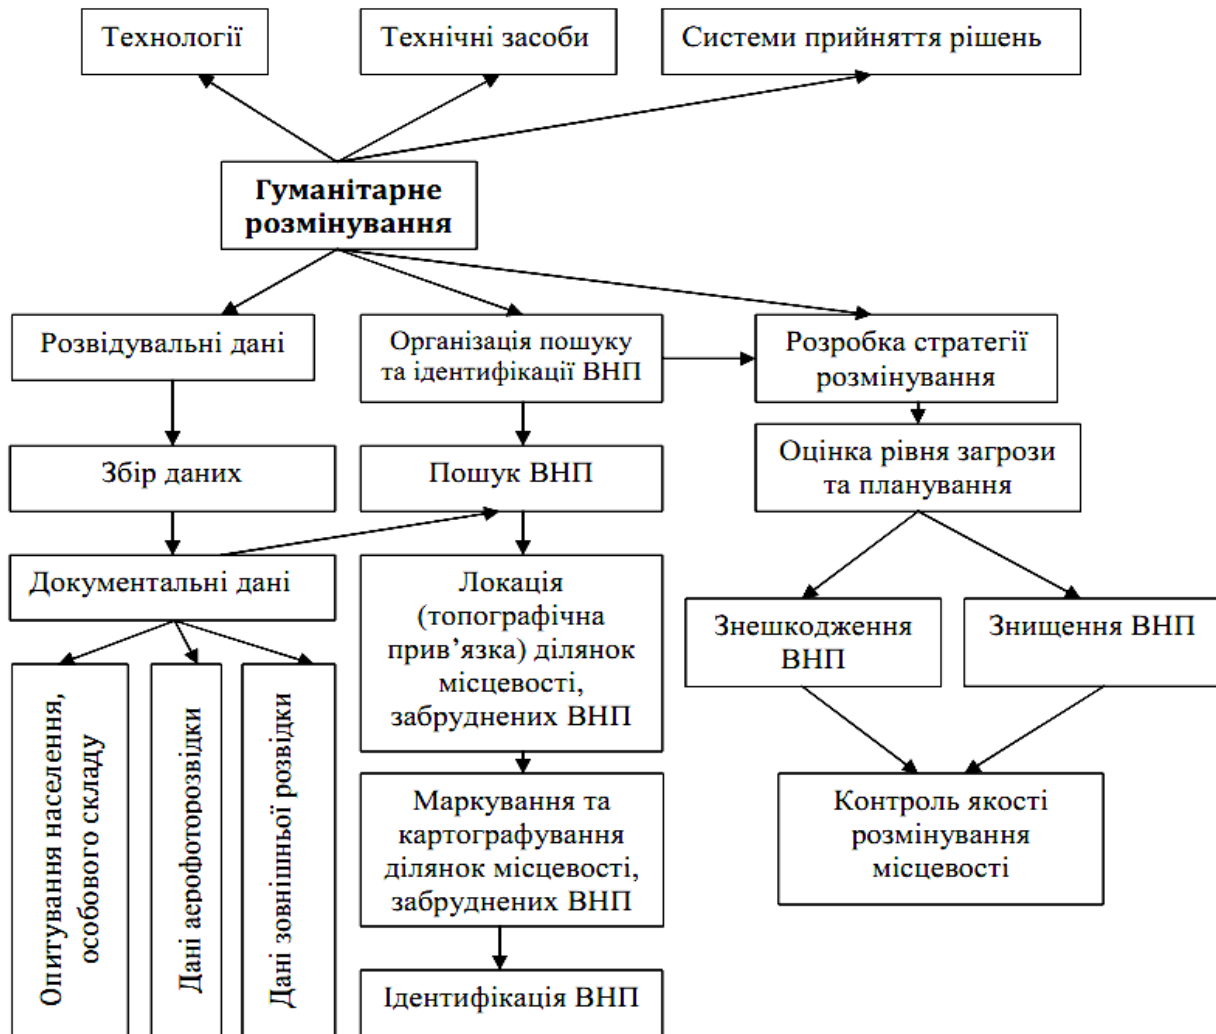 Технології
Технічні засоби
Системи прийняття рішень
Гуманітарне
розмінування
Розвідувальні дані
Організація пошуку
та ідентифікації ВНП
Розробка стратегії
розмінування
Збір даних
Пошук ВНП
Оцінка рівня загрози
та планування
Документальні дані
Локація
(топографічна
прив’язка) ділянок
місцевості,
забруднених ВНП
Знешкодження
ВНП
Знищення ВНП
Опитування населення,
особового складу
Дані аерофоторозвідки
Дані зовнішньої розвідки
Маркування та
картографування
ділянок місцевості,
забруднених ВНП
Контроль якості
розмінування
місцевості
Ідентифікація ВНП